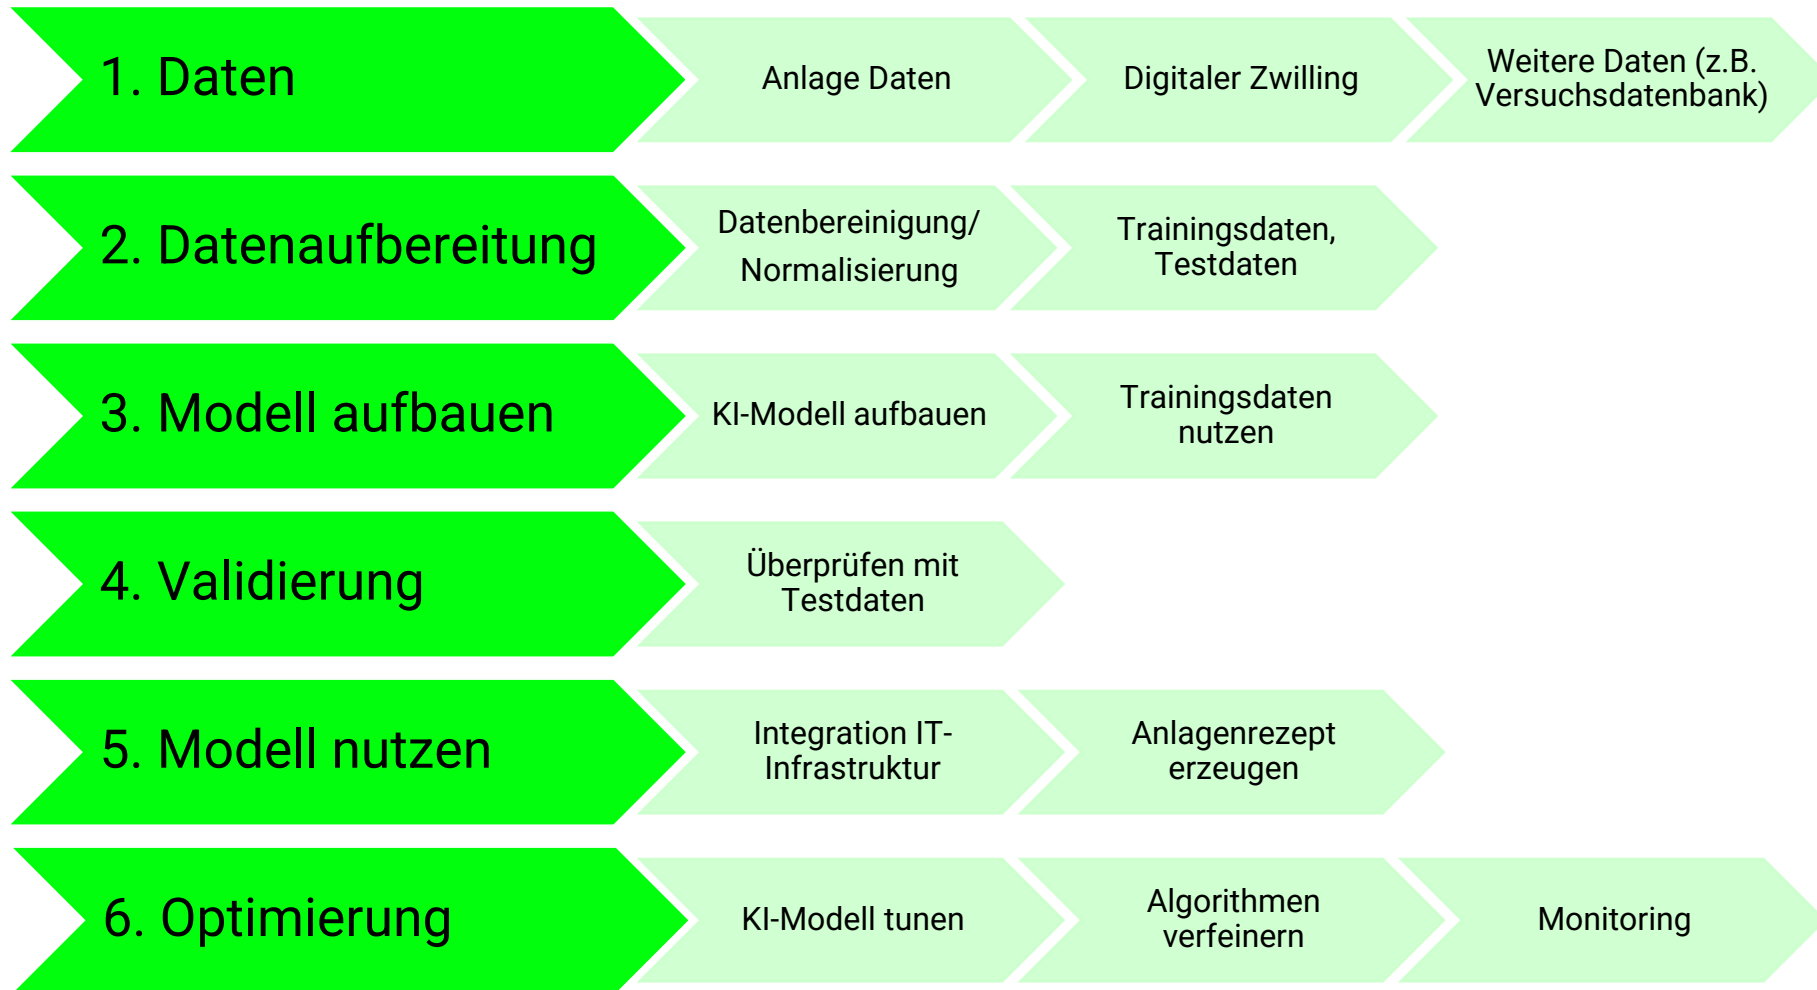 1. Daten
Anlage Daten
Digitaler Zwilling
Weitere Daten (z.B.
Versuchsdatenbank)
2. Datenaufbereitung
Datenbereinigung/
Normalisierung
Trainingsdaten,
Testdaten
3. Modell aufbauen
KI-Modell aufbauen
Trainingsdaten
nutzen
4. Validierung
Überprüfen mit
Testdaten
5. Modell nutzen
Integration IT-
Infrastruktur
Anlagenrezept
erzeugen
6. Optimierung
KI-Modell tunen
Algorithmen
verfeinern
Monitoring